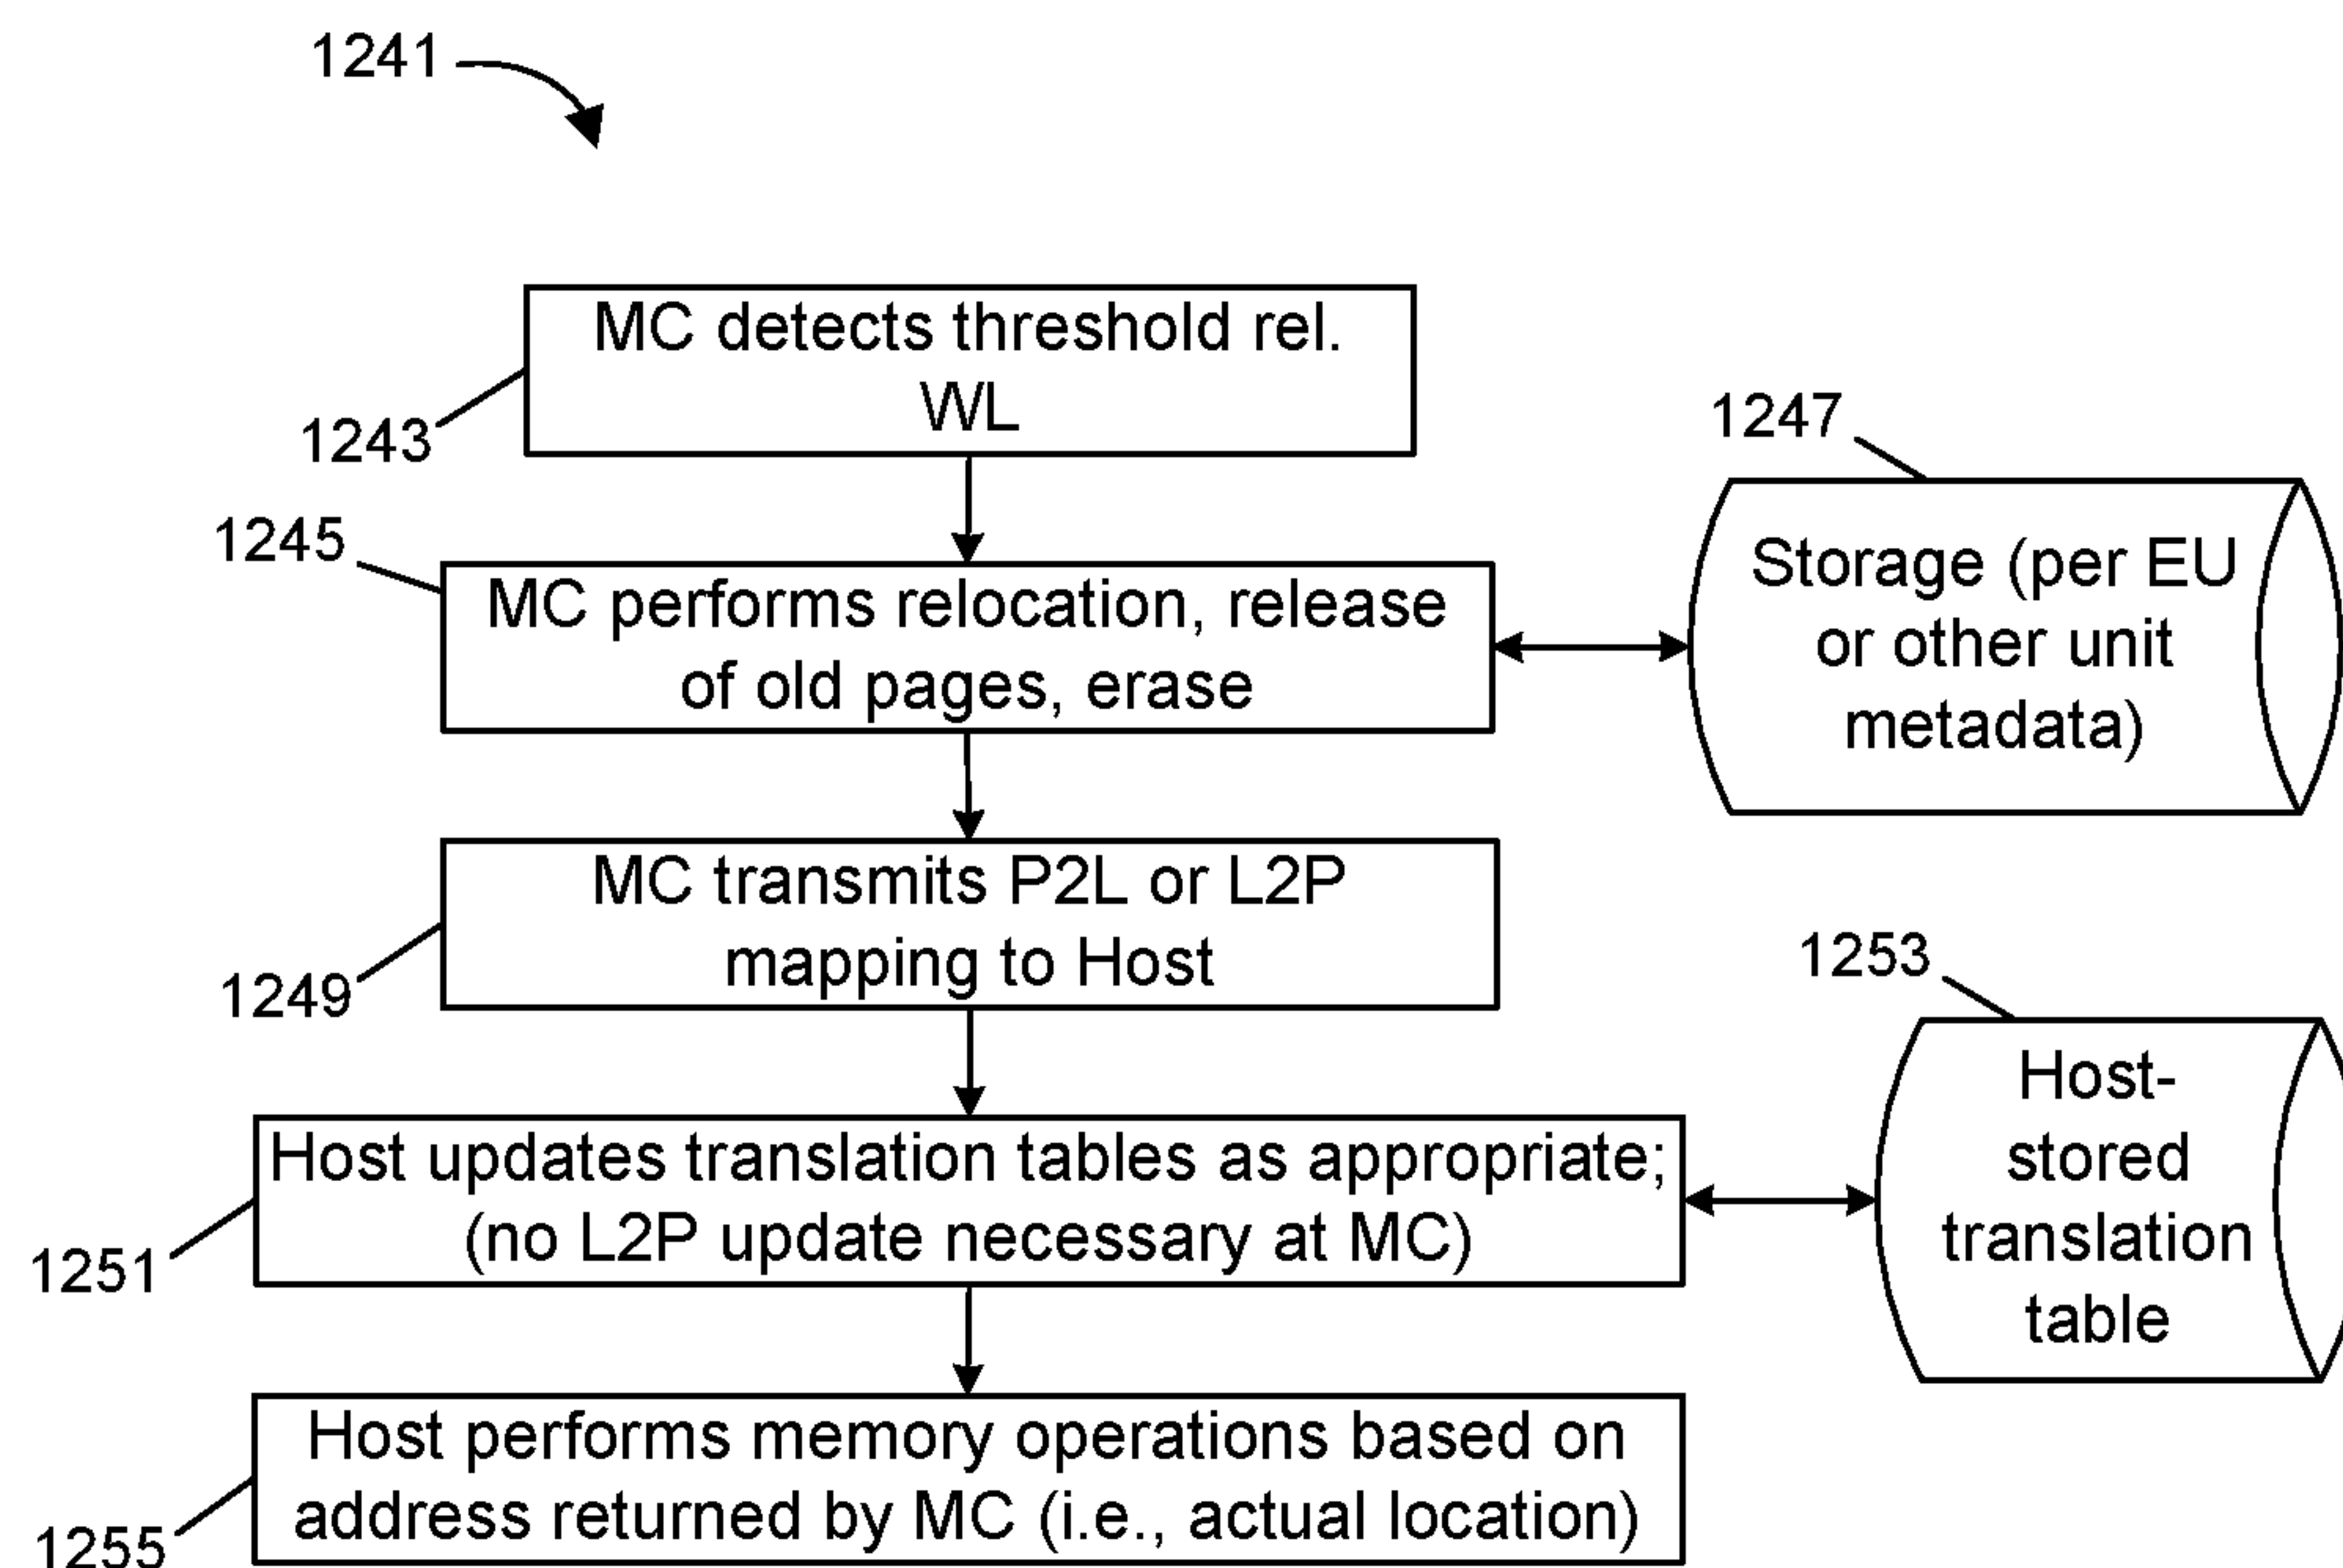 1241
MC detects threshold rel.
WL
1243
1247
1245
MC performs relocation, release
of old pages, erase
Storage (per EU
or other unit
metadata)
MC transmits P2L or L2P
mapping to Host
1249
1253
Host updates translation tables as appropriate;
(no L2P update necessary at MC)
1251
Host-
stored
translation
table
Host performs memory operations based on
address returned by MC (i.e., actual location)
1255